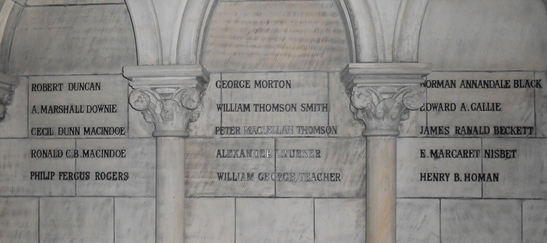 ROBERT DUNCAN
A. MARSHALL DOWNIE
CECIL DUNN MACINDOE
RONALD C.B. MACINDOE
PHILIP FERGUS ROGERS
GEORGE MORTON
WILLIAM THOMSON SMITH
PETER MACLELLAN THOMSON
ALEXANDER
WILLIAM GEORGE TEACHER
NORMAN ANNANDALE BLACK
EDWARD A. GALLIE
JAMES RANALD BECKETT
E. MARGARET NISBET
HENRY B. HOMAN